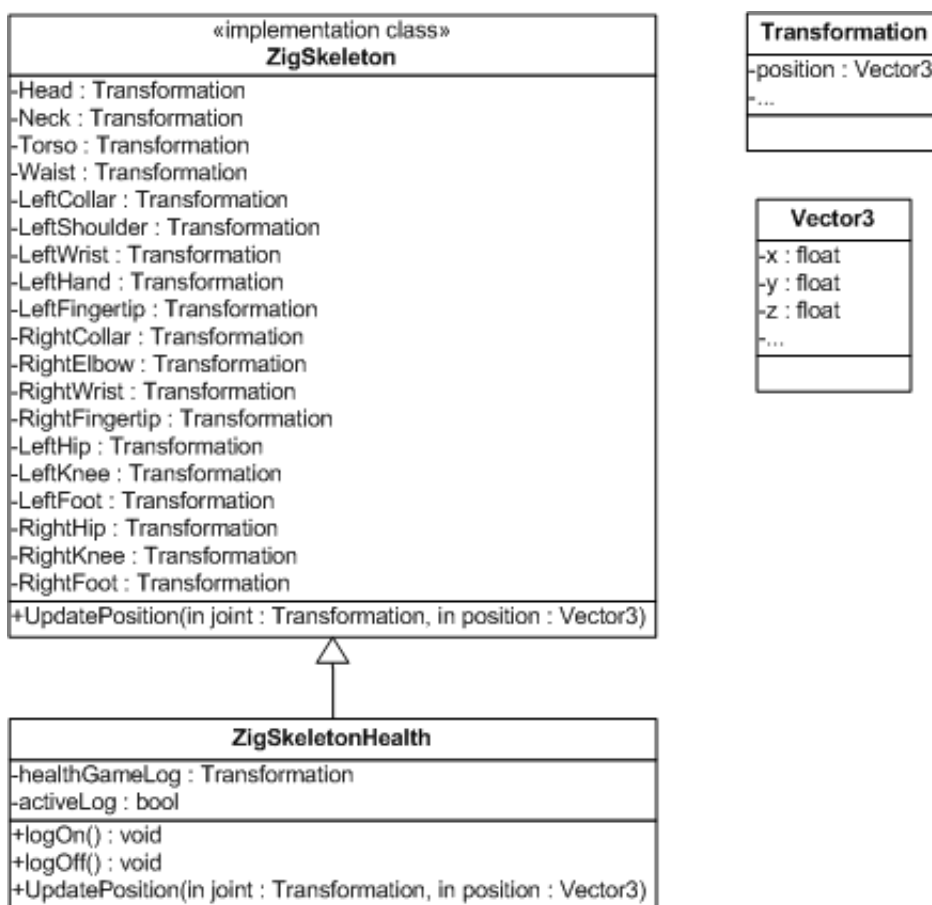 «implementation class»
ZigSkeleton
-Head : Transformation
-Neck : Transformation
-Torso : Transformation
-Waist : Transformation
-LeftCollar : Transformation
-LeftShoulder : Transformation
-LeftWrist : Transformation
-LeftHand : Transformation
-LeftFingertip : Transformation
-RightCollar : Transformation
-RightElbow : Transformation
-RightWrist : Transformation
-RightFingertip : Transformation
-LeftHip : Transformation
-LeftKnee : Transformation
-LeftFoot : Transformation
-RightHip : Transformation
-RightKnee : Transformation
-RightFoot : Transformation
+UpdatePosition(in joint : Transformation, in position : Vector3)
ZigSkeletonHealth
-healthGameLog : Transformation
-activeLog : bool
+logOn() : void
+logOff() : void
+UpdatePosition(in joint : Transformation, in position : Vector3)
Transformation
-position : Vector3
-...
Vector3
-x : float
-y : float
-z : float
-...